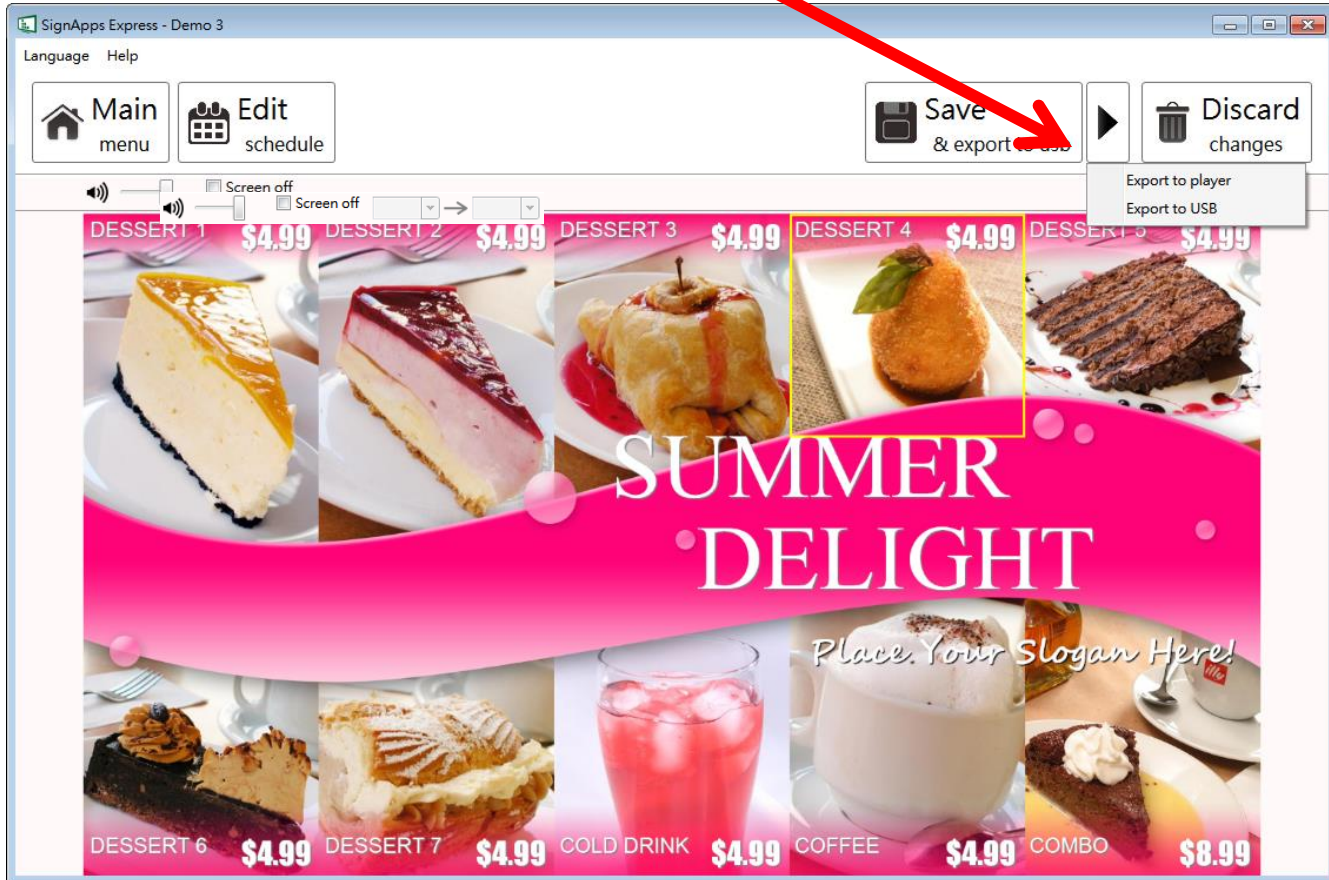 SignApps Express - Demo 3
Language Help
Main
menu
Edit
schedule
Save
& export to usb
Discard
changes
Export to player
Export to USB
Screen off
Screen off
DESSERT 1 $4.99
DESSERT 2 $4.99
DESSERT 3 $4.99
DESSERT 4 $4.99
DESSERT 5 $4.99
SUMMER
DELIGHT
Place Your Slogan Here!
illy
DESSERT 6 $4.99
DESSERT 7 $4.99
COLD DRINK $4.99
COFFEE $4.99
COMBO $8.99